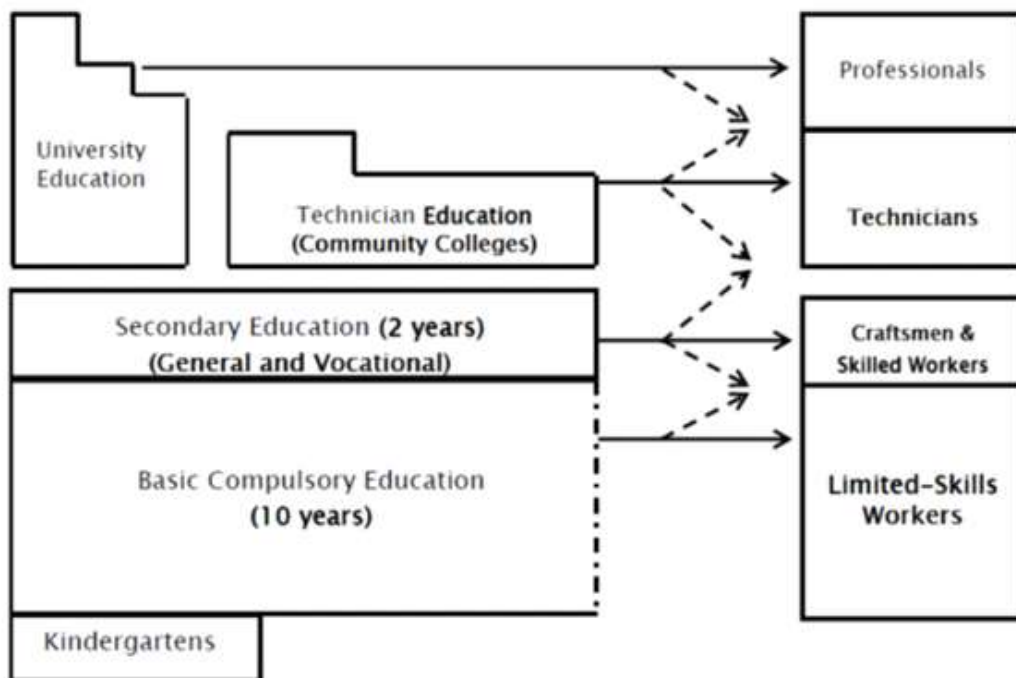 University
Education
Technician Education
(Community Colleges)
Secondary Education (2 years)
(General and Vocational)
Basic Compulsory Education
(10 years)
Kindergartens
Professionals
Technicians
Craftsmen &
Skilled Workers
Limited-Skills
Workers